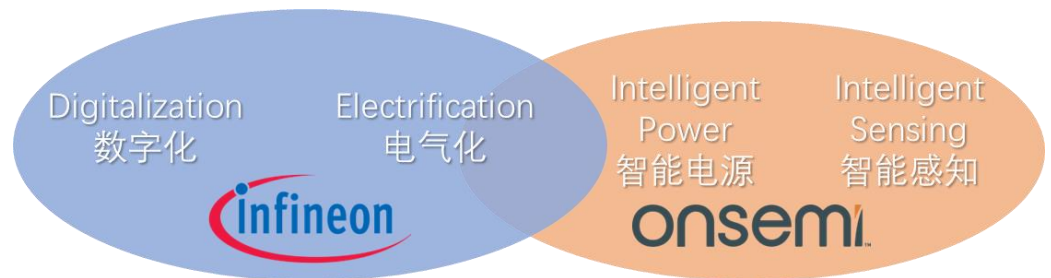 Digitalization
数字化
Electrification
电气化
Intelligent
Power
智能电源
Intelligent
Sensing
智能感知
infineon
onsemi™